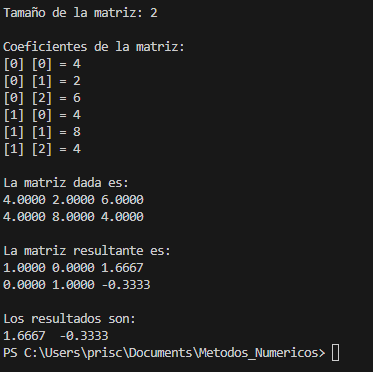 Tamaño de la matriz: 2
Coeficientes de la matriz:
[0] [0] = 4
[0] [1] = 2
[0] [2] = 6
[1] [0] = 4
[1] [1] = 8
[1] [2] = 4
La matriz dada es:
4.0000 2.0000 6.0000
4.0000 8.0000 4.0000
La matriz resultante es:
1.0000 0.0000 1.6667
0.0000 1.0000 -0.3333
Los resultados son:
1.6667  -0.3333
PS C:\Users\prisc\Documents\Metodos_Numericos>